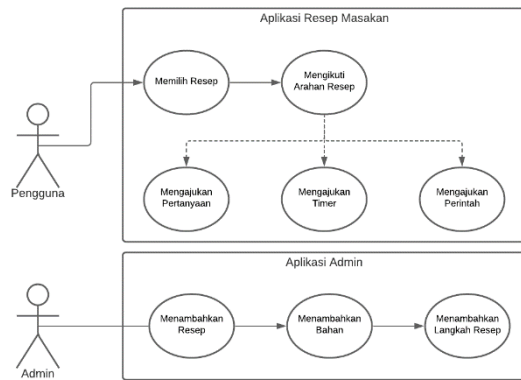 Aplikasi Resep Masakan
Memilih Resep
Mengikuti
Arahan Resep
Pengguna
Mengajukan
Pertanyaan
Mengajukan
Timer
Mengajukan
Perintah
Aplikasi Admin
Menambahkan
Resep
Menambahkan
Bahan
Menambahkan
Langkah Resep
Admin